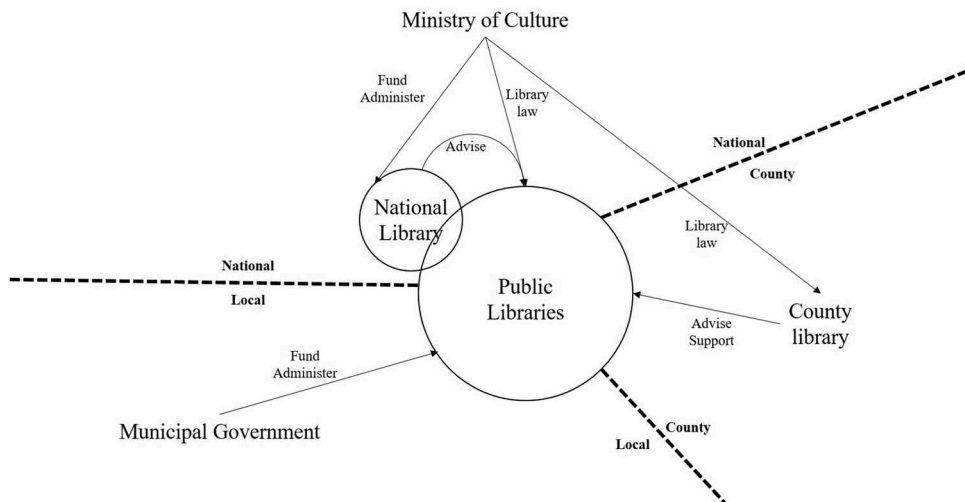 Ministry of Culture
Fund
Administer
Library
law
Advise
National
County
National
Library
Library
law
National
Local
Public
Libraries
County
library
Advise
Support
Fund
Administer
Municipal Government
County
Local